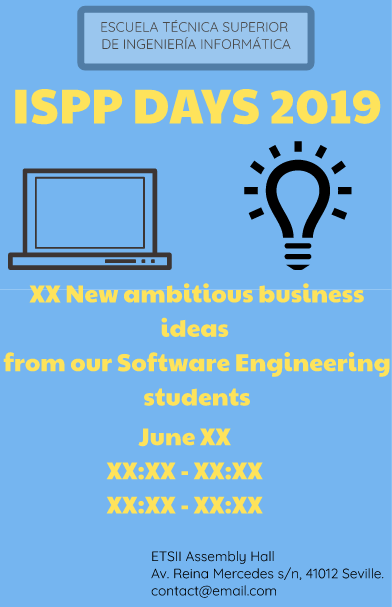 ESCUELA TÉCNICA SUPERIOR
DE INGENIERÍA INFORMÁTICA
ISPP DAYS 2019
XX New ambitious business
ideas
from our Software Engineering
students
June XX
XX:XX - XX:XX
XX:XX - XX:XX
ETSII Assembly Hall
Av. Reina Mercedes s/n, 41012 Seville.
contact@email.com